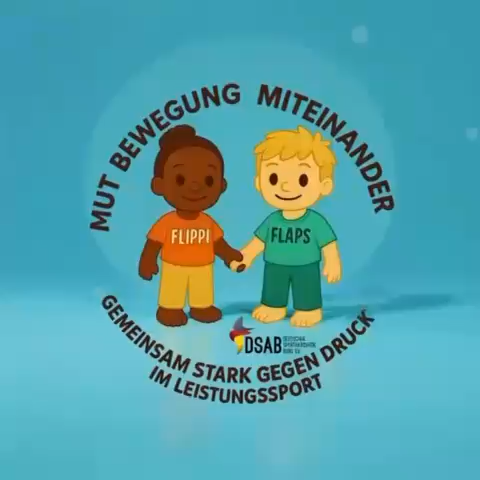 MUT BEWEGUNG MITEINANDER
FLIPPI
FLAPS
DSAB
GEMEINSAM STARK GEGEN DRUCK
IM LEISTUNGSSPORT